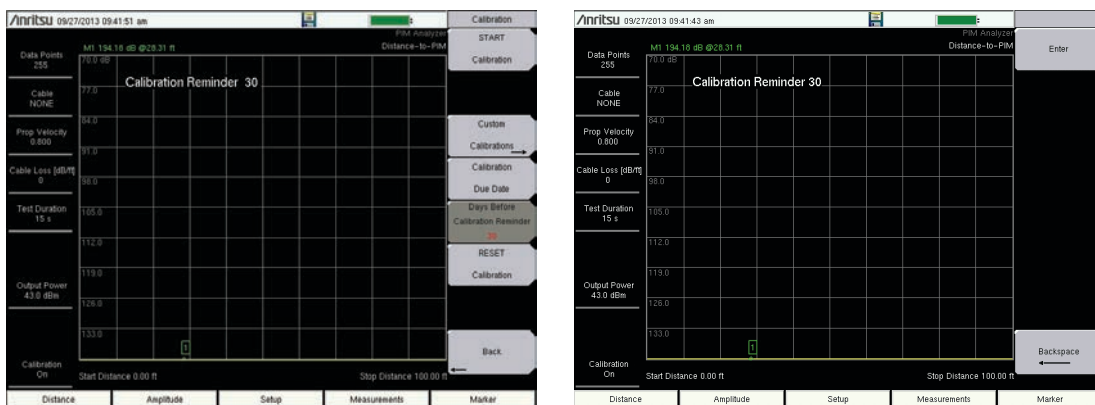 Anritsu 09/27/2013 09:41:51 am
Calibration
PIM Analyzer
Distance-to-PIM
M1 194.18 dB @28.31 ft
Data Points
255
Cable
NONE
Prop Velocity
0.800
Cable Loss [dB/ft]
0
Test Duration
15 s
Output Power
43.0 dBm
Calibration
On
70.0 dB
77.0
84.0
91.0
98.0
105.0
112.0
119.0
126.0
133.0
Calibration Reminder 30
1
Start Distance 0.00 ft
Stop Distance 100.00 ft
START
Calibration
Custom
Calibrations
Calibration
Due Date
Days Before
Calibration Reminder
30
RESET
Calibration
Back
Distance
Amplitude
Setup
Measurements
Marker
Anritsu 09/27/2013 09:41:43 am
PIM Analyzer
Distance-to-PIM
M1 194.18 dB @28.31 ft
Data Points
255
Cable
NONE
Prop Velocity
0.800
Cable Loss [dB/ft]
0
Test Duration
15 s
Output Power
43.0 dBm
Calibration
On
70.0 dB
77.0
84.0
91.0
98.0
105.0
112.0
119.0
126.0
133.0
Calibration Reminder 30
1
Start Distance 0.00 ft
Stop Distance 100.00 ft
Enter
Backspace
Distance
Amplitude
Setup
Measurements
Marker